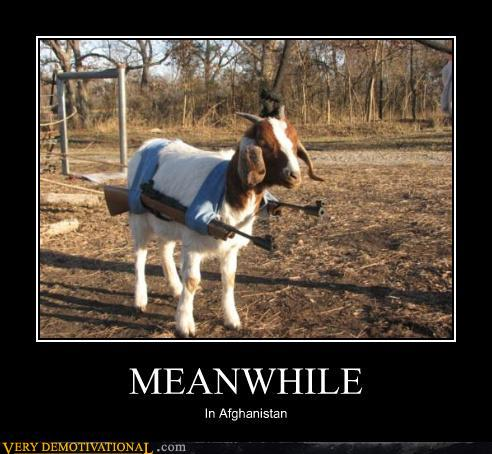 MEANWHILE
In Afghanistan
VERY DEMOTIVATIONAL.com